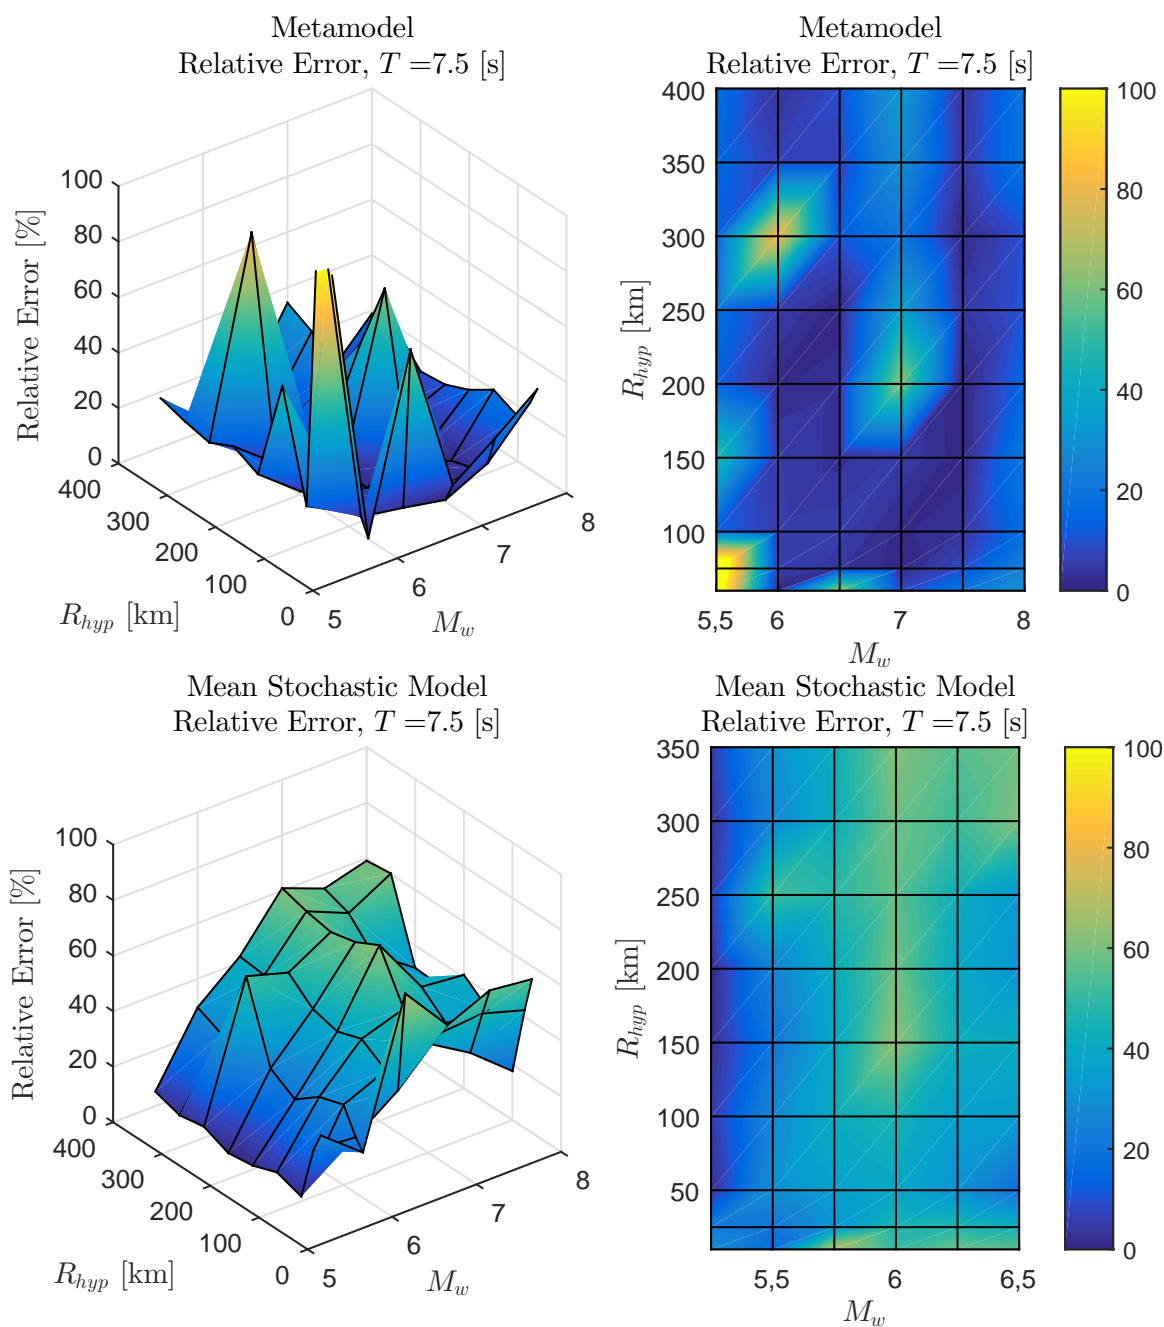 Metamodel
Relative Error, T =7.5 [s]
Relative Error [%]
100
80
60
40
20
0
400
300
200
100
0
R_hyp [km]
5
6
7
8
M_w
Metamodel
Relative Error, T =7.5 [s]
R_hyp [km]
400
350
300
250
200
150
100
5,5 6 7 8
M_w
100
80
60
40
20
0
Mean Stochastic Model
Relative Error, T =7.5 [s]
Relative Error [%]
100
80
60
40
20
0
400
300
200
100
0
R_hyp [km]
5
6
7
8
M_w
Mean Stochastic Model
Relative Error, T =7.5 [s]
R_hyp [km]
350
300
250
200
150
100
50
5,5 6 6,5
M_w
100
80
60
40
20
0